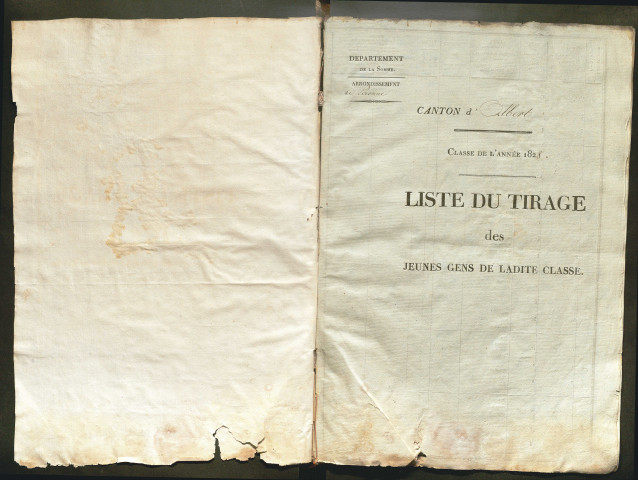 DÉPARTEMENT
DE LA SOMME
ARRONDISSEMENT
CANTON d'Albert
CLASSE DE L'ANNÉE 182
LISTE DU TIRAGE
des
JEUNES GENS DE LADITE CLASSE.